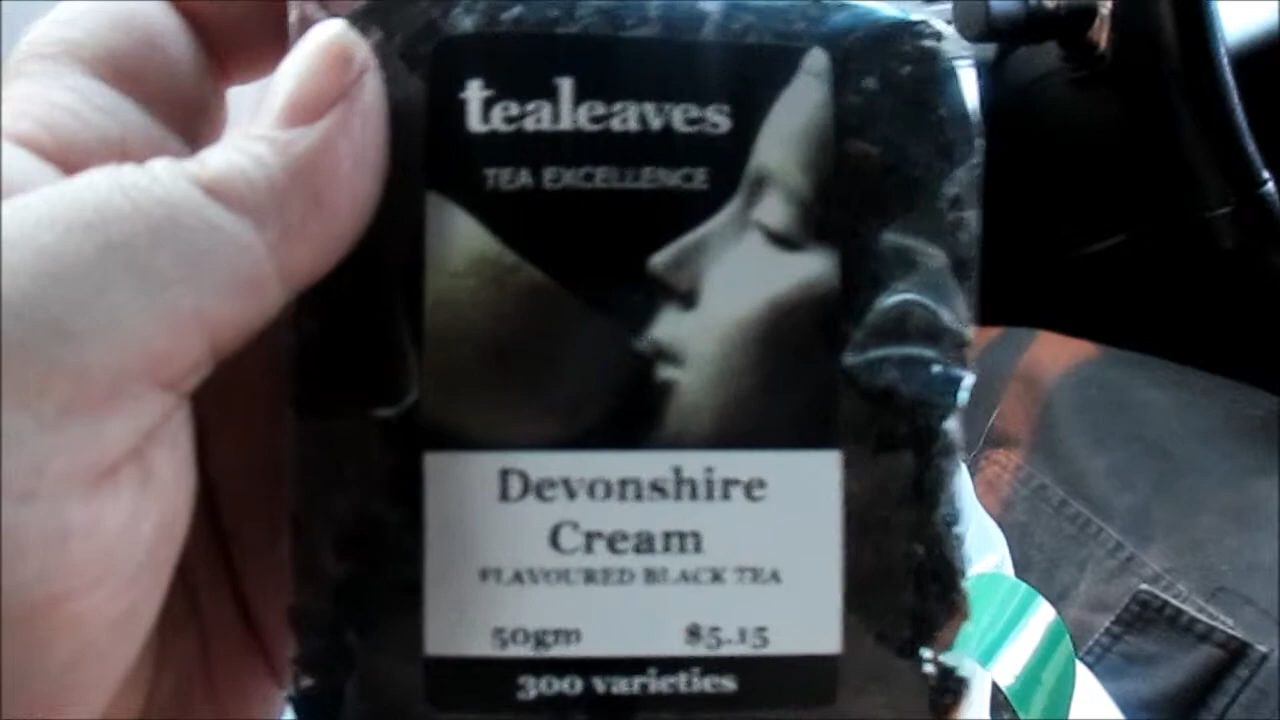 tealeaves
TEA EXCELLENCE
Devonshire
Cream
FLAVOURED BLACK TEA
50gm $5.15
300 varieties